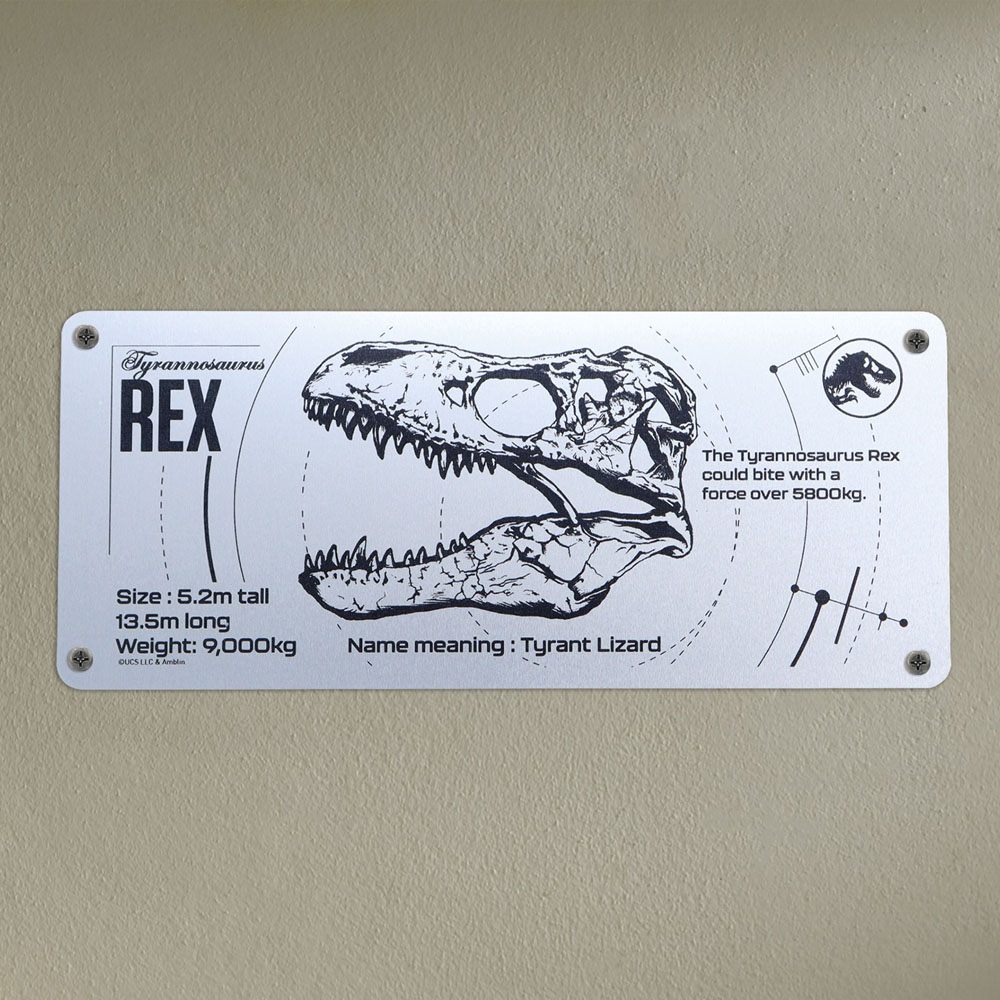 Tyrannosaurus
REX
The Tyrannosaurus Rex
could bite with a
force over 5800kg.
Size : 5.2m tall
13.5m long
Weight: 9,000kg
©UCS LLC & Amblin
Name meaning : Tyrant Lizard